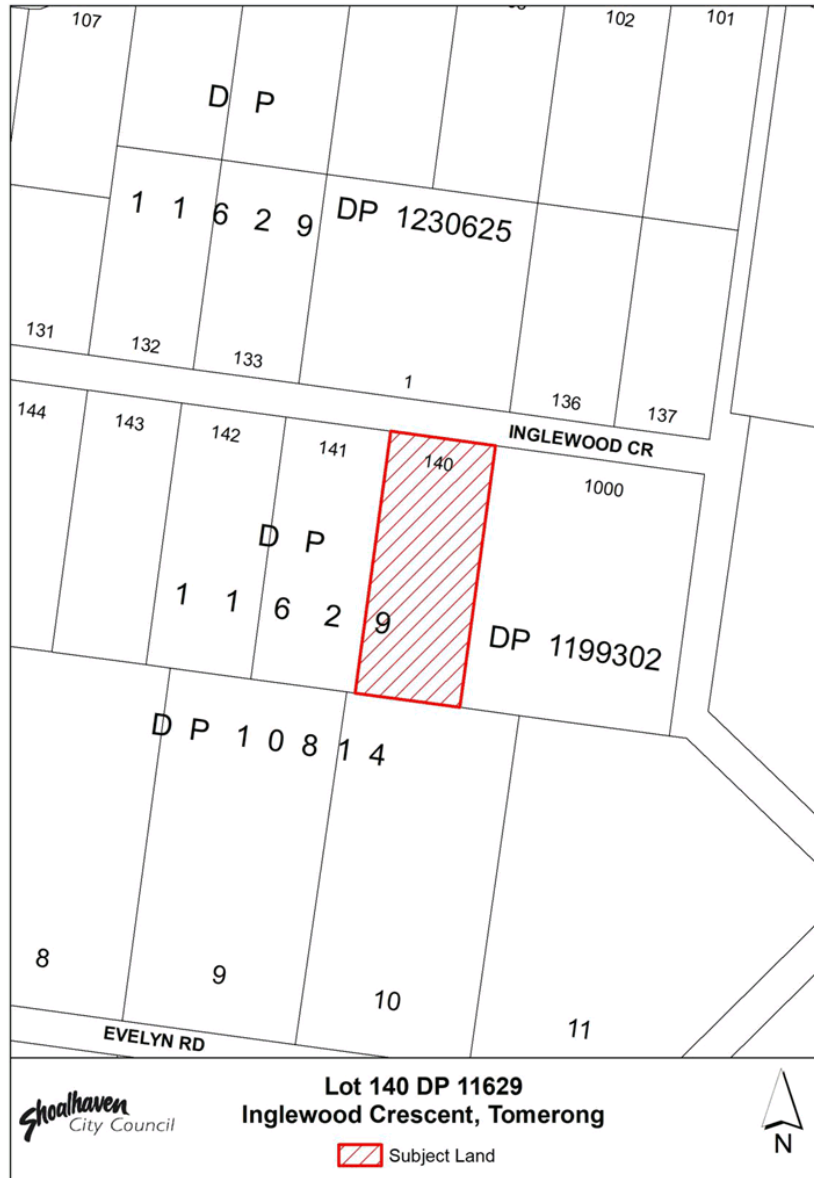 107
102
101
D P
1 1 6 2 9
DP 1230625
131
132
133
1
136
137
INGLEWOOD CR
144
143
142
141
140
1000
D P
1 1 6 2 9
DP 1199302
D P 1 0 8 1 4
8
9
10
11
EVELYN RD
Shoalhaven
City Council
Lot 140 DP 11629
Inglewood Crescent, Tomerong
Subject Land
N